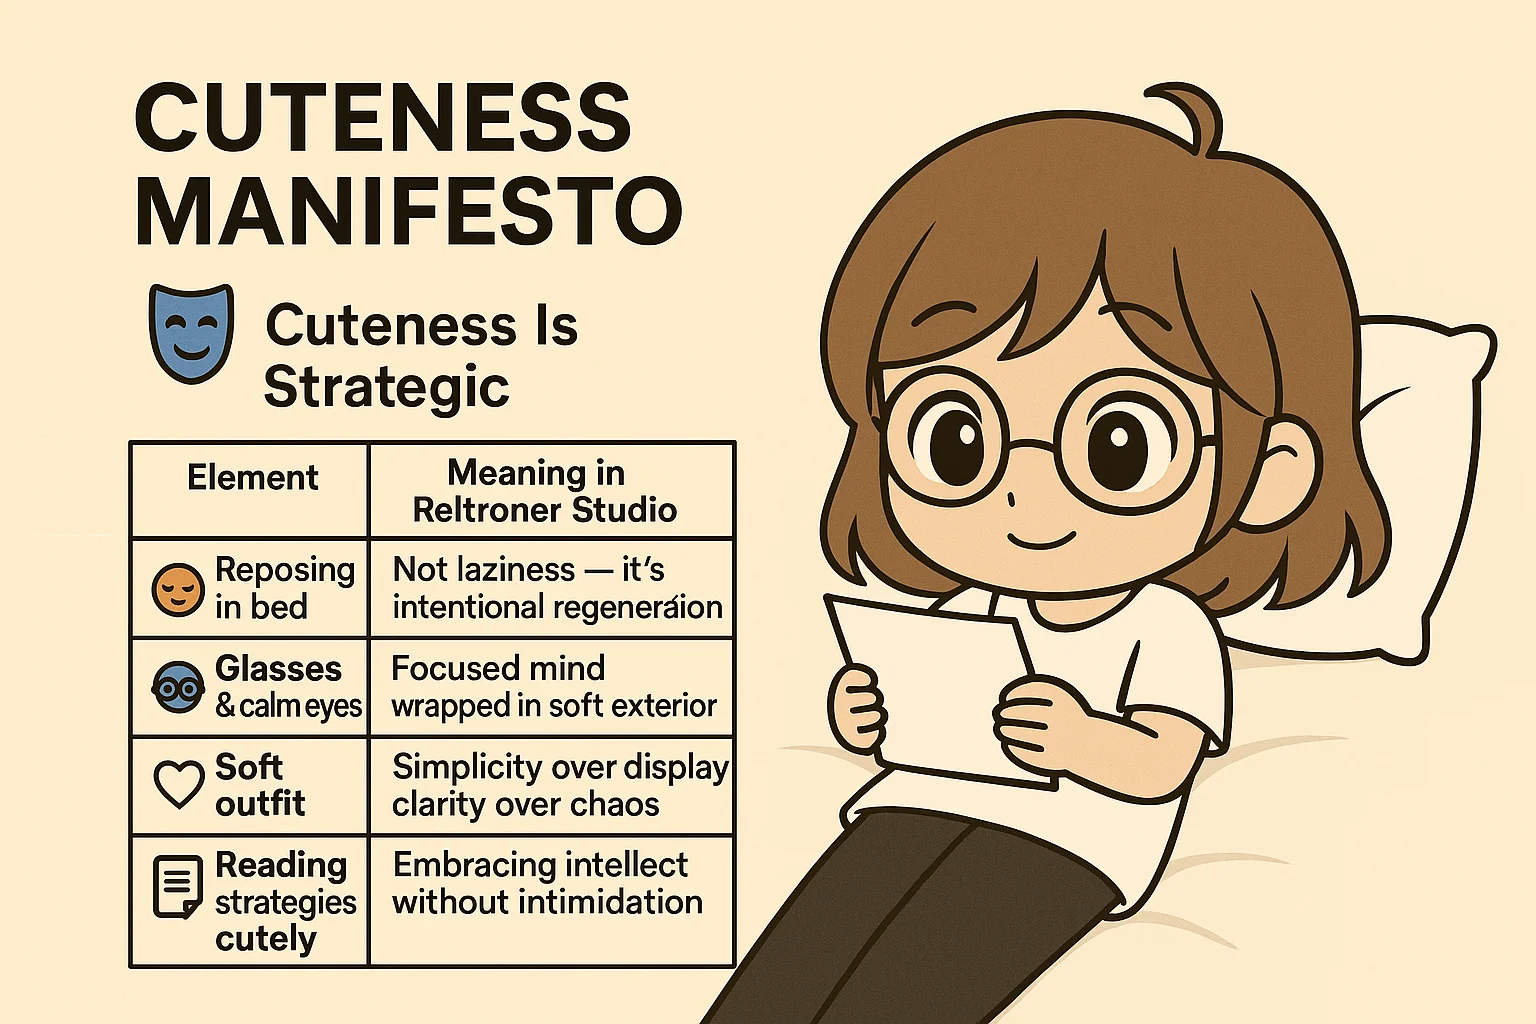 CUTENESS
MANIFESTO
Cuteness Is
Strategic
Element
Meaning in
Reltroner Studio
Reposing
in bed
Not laziness — it's
intentional regeneráion
Glasses
& calm eyes
Focused mind
wrapped in soft exterior
Soft
outfit
Simplicity over display
clarity over chaos
Reading
strategies
cutely
Embracing intellect
without intimidation